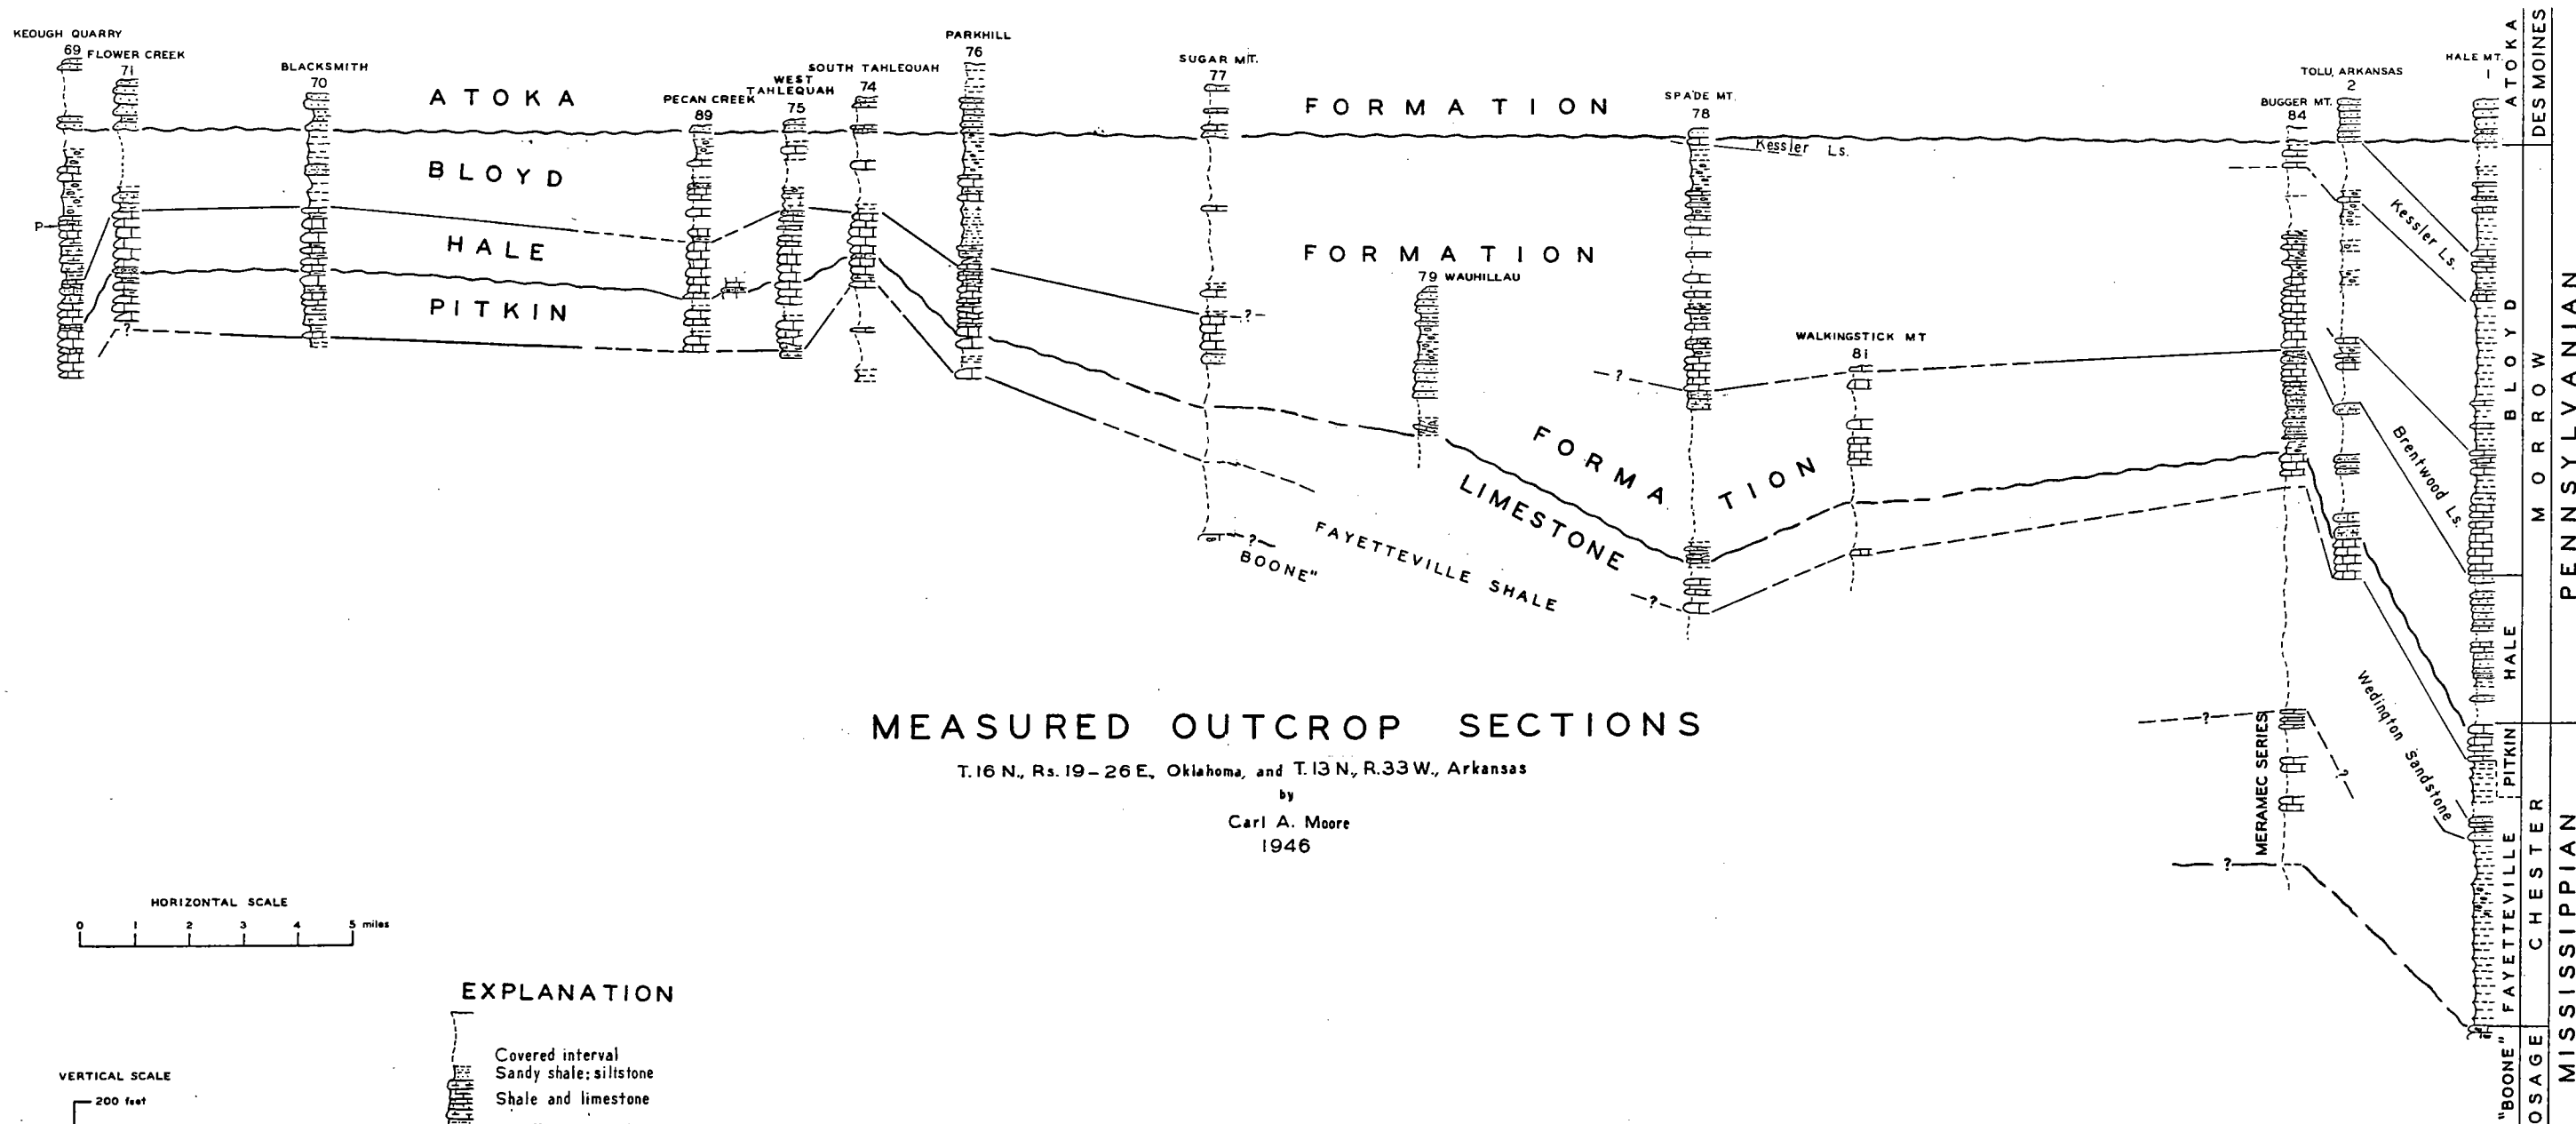 KEOUGH QUARRY
69
FLOWER CREEK
71
BLACKSMITH
70
PECAN CREEK
89
WEST
TAHLEQUAH
75
SOUTH TAHLEQUAH
74
PARKHILL
76
SUGAR MT.
77
SPADE MT.
78
BUGGER MT.
84
TOLU, ARKANSAS
2
HALE MT.
1
ATOKA
FORMATION
BLOYD
FORMATION
HALE
FORMATION
PITKIN
LIMESTONE
P
?
79 WAUHILLAU
WALKINGSTICK MT
81
Kessler Ls.
Kessler Ls.
Brentwood Ls.
Wedington Sandstone
?
?
?
?
FAYETTEVILLE SHALE
?
BOONE"
?
?
?
MERAMEC SERIES
ATOKA
DESMOINES
BLOYD
MORROW
PENNSYLVANIAN
HALE
PITKIN
FAYETTEVILLE
CHESTER
MISSISSIPPIAN
"BOONE"
OSAGE
MEASURED OUTCROP SECTIONS
T.16 N., Rs. 19-26 E., Oklahoma, and T.13 N., R.33 W., Arkansas
by
Carl A. Moore
1946
HORIZONTAL SCALE
0 1 2 3 4 5 miles
VERTICAL SCALE
200 feet
EXPLANATION
Covered interval
Sandy shale; siltstone
Shale and limestone